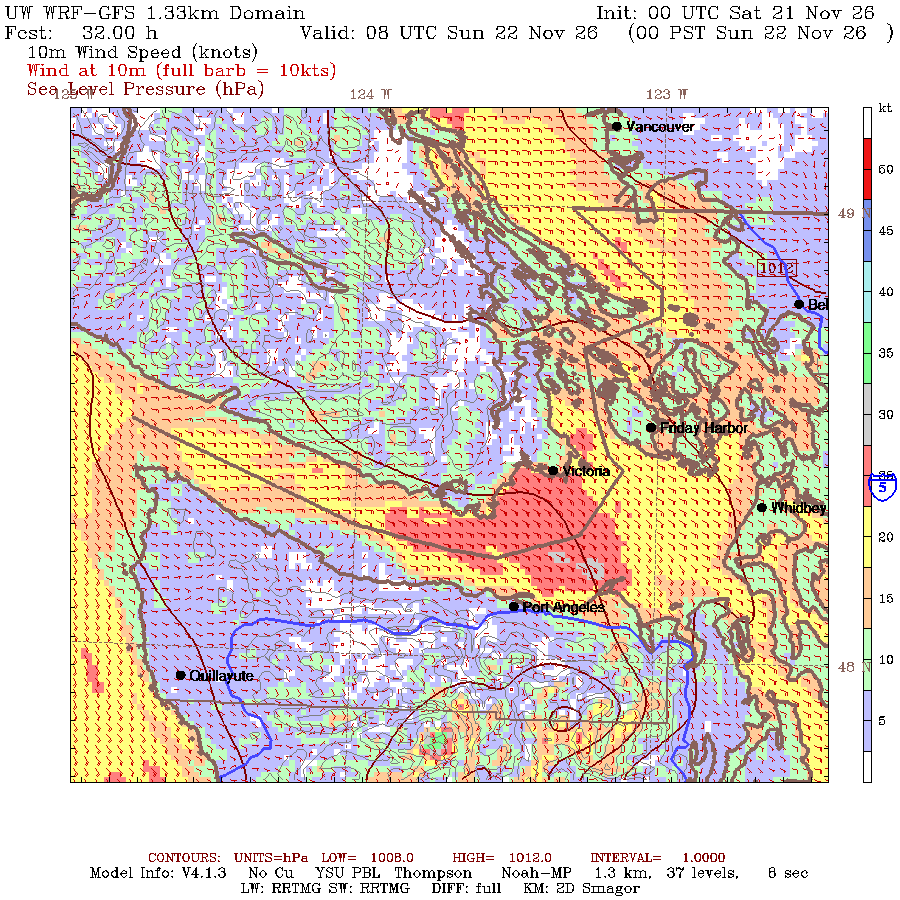 UW WRF-GFS 1.33km Domain Init: 00 UTC Sat 21 Nov 26
Fcst: 32.00 h Valid: 08 UTC Sun 22 Nov 26 (00 PST Sun 22 Nov 26 )
10m Wind Speed (knots)
Wind at 10m (full barb = 10kts)
Sea Level Pressure (hPa)
125 W 124 W 123 W
kt
Vancouver
60
49 N
45
1012
40
Bel
35
30
Friday Harbor
Victoria
25
5
Whidbey
20
Port Angeles
15
48 N
10
Quillayute
5
CONTOURS: UNITS=hPa LOW= 1008.0 HIGH= 1012.0 INTERVAL= 1.0000
Model Info: V4.1.3 No Cu YSU PBL Thompson Noah-MP 1.3 km, 37 levels, 8 sec
LW: RRTMG SW: RRTMG DIFF: full KM: 2D Smagor